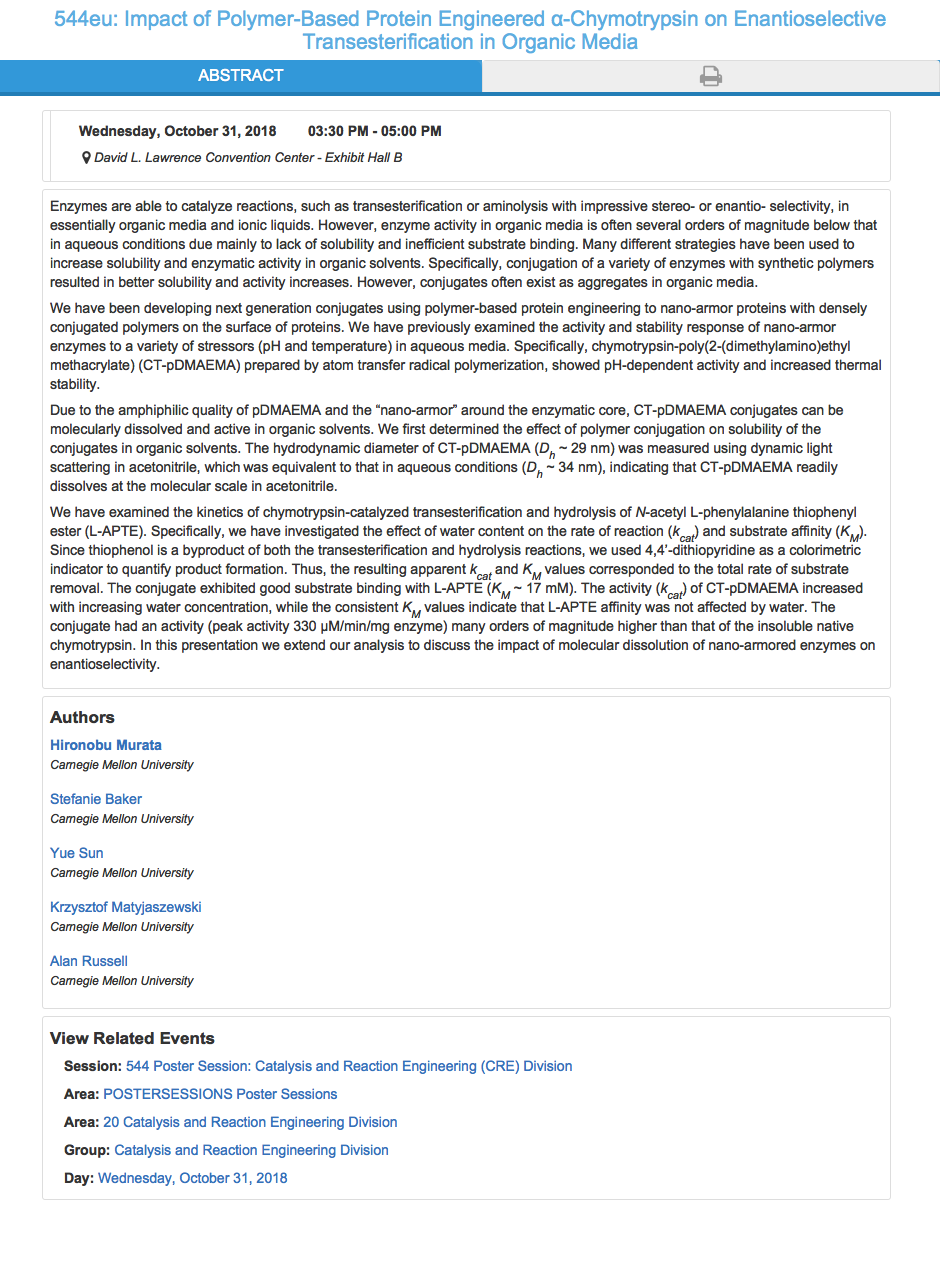 544eu: Impact of Polymer-Based Protein Engineered α-Chymotrypsin on Enantioselective
Transesterification in Organic Media
ABSTRACT
Wednesday, October 31, 2018 03:30 PM - 05:00 PM
David L. Lawrence Convention Center - Exhibit Hall B
Enzymes are able to catalyze reactions, such as transesterification or aminolysis with impressive stereo- or enantio- selectivity, in
essentially organic media and ionic liquids. However, enzyme activity in organic media is often several orders of magnitude below that
in aqueous conditions due mainly to lack of solubility and inefficient substrate binding. Many different strategies have been used to
increase solubility and enzymatic activity in organic solvents. Specifically, conjugation of a variety of enzymes with synthetic polymers
resulted in better solubility and activity increases. However, conjugates often exist as aggregates in organic media.
We have been developing next generation conjugates using polymer-based protein engineering to nano-armor proteins with densely
conjugated polymers on the surface of proteins. We have previously examined the activity and stability response of nano-armor
enzymes to a variety of stressors (pH and temperature) in aqueous media. Specifically, chymotrypsin-poly(2-(dimethylamino)ethyl
methacrylate) (CT-pDMAEMA) prepared by atom transfer radical polymerization, showed pH-dependent activity and increased thermal
stability.
Due to the amphiphilic quality of pDMAEMA and the “nano-armor” around the enzymatic core, CT-pDMAEMA conjugates can be
molecularly dissolved and active in organic solvents. We first determined the effect of polymer conjugation on solubility of the
conjugates in organic solvents. The hydrodynamic diameter of CT-pDMAEMA (Dh ~ 29 nm) was measured using dynamic light
scattering in acetonitrile, which was equivalent to that in aqueous conditions (Dh ~ 34 nm), indicating that CT-pDMAEMA readily
dissolves at the molecular scale in acetonitrile.
We have examined the kinetics of chymotrypsin-catalyzed transesterification and hydrolysis of N-acetyl L-phenylalanine thiophenyl
ester (L-APTE). Specifically, we have investigated the effect of water content on the rate of reaction (kcat) and substrate affinity (KM).
Since thiophenol is a byproduct of both the transesterification and hydrolysis reactions, we used 4,4’-dithiopyridine as a colorimetric
indicator to quantify product formation. Thus, the resulting apparent kcat and KM values corresponded to the total rate of substrate
removal. The conjugate exhibited good substrate binding with L-APTE (KM ~ 17 mM). The activity (kcat) of CT-pDMAEMA increased
with increasing water concentration, while the consistent KM values indicate that L-APTE affinity was not affected by water. The
conjugate had an activity (peak activity 330 μM/min/mg enzyme) many orders of magnitude higher than that of the insoluble native
chymotrypsin. In this presentation we extend our analysis to discuss the impact of molecular dissolution of nano-armored enzymes on
enantioselectivity.
Authors
Hironobu Murata
Carnegie Mellon University
Stefanie Baker
Carnegie Mellon University
Yue Sun
Carnegie Mellon University
Krzysztof Matyjaszewski
Carnegie Mellon University
Alan Russell
Carnegie Mellon University
View Related Events
Session: 544 Poster Session: Catalysis and Reaction Engineering (CRE) Division
Area: POSTERSESSIONS Poster Sessions
Area: 20 Catalysis and Reaction Engineering Division
Group: Catalysis and Reaction Engineering Division
Day: Wednesday, October 31, 2018